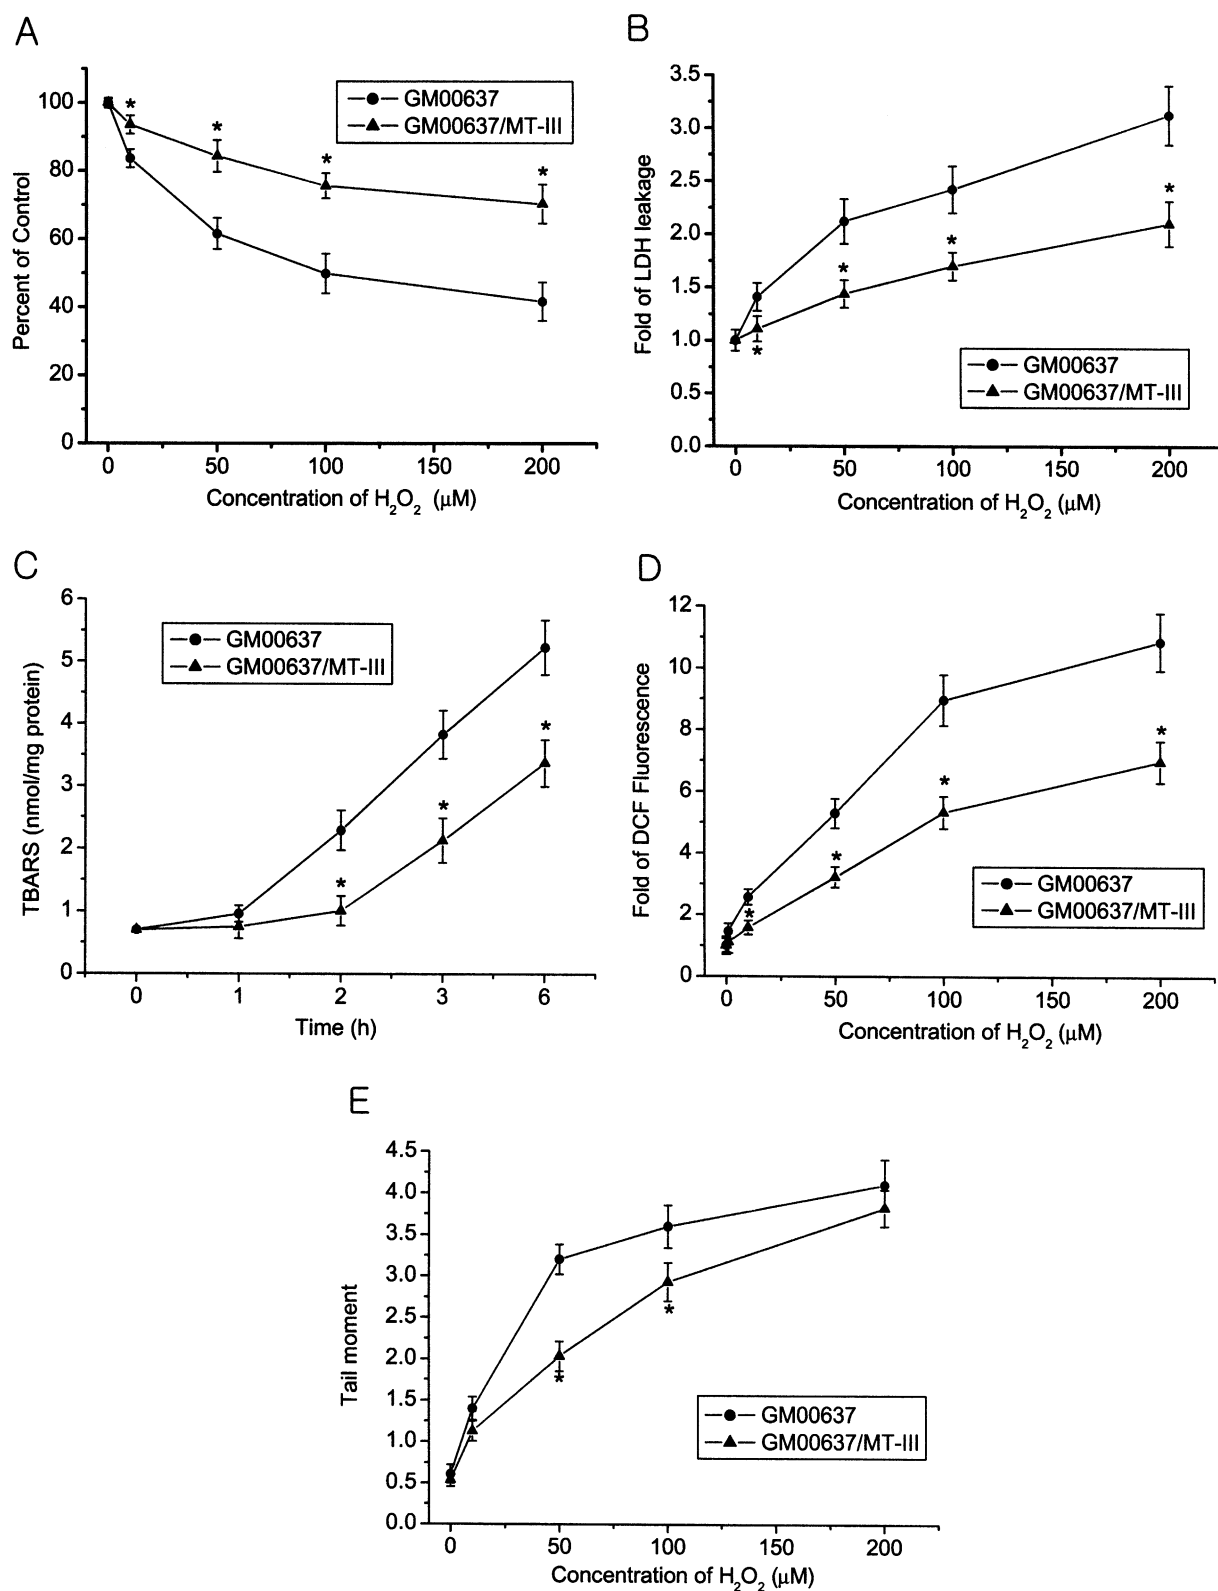 A
Percent of Control
100
80
60
40
20
0
* * * *
GM00637
GM00637/MT-III
0 50 100 150 200
Concentration of H₂O₂ (μM)
B
Fold of LDH leakage
3.5
3.0
2.5
2.0
1.5
1.0
0.5
0.0
* * * *
GM00637
GM00637/MT-III
0 50 100 150 200
Concentration of H₂O₂ (μM)
C
TBARS (nmol/mg protein)
6
5
4
3
2
1
0
GM00637
GM00637/MT-III
* * *
0 1 2 3 6
Time (h)
D
Fold of DCF Fluorescence
12
10
8
6
4
2
0
* * * *
GM00637
GM00637/MT-III
0 50 100 150 200
Concentration of H₂O₂ (μM)
E
Tail moment
4.5
4.0
3.5
3.0
2.5
2.0
1.5
1.0
0.5
0.0
* *
GM00637
GM00637/MT-III
0 50 100 150 200
Concentration of H₂O₂ (μM)